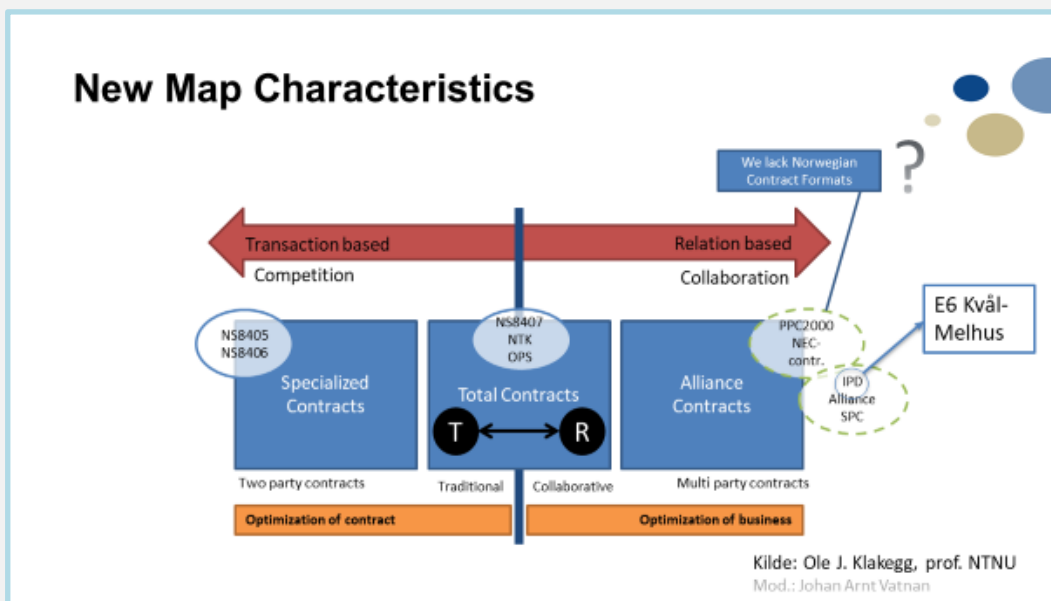 New Map Characteristics
We lack Norwegian
Contract Formats
?
Transaction based
Relation based
Competition
Collaboration
E6 Kvål-
Melhus
NS8405
NS8406
NS8407
NTK
OPS
PPC2000
NEC-
contr.
IPD
Alliance
SPC
Specialized
Contracts
Total Contracts
Alliance
Contracts
T
R
Two party contracts
Traditional
Collaborative
Multi party contracts
Optimization of contract
Optimization of business
Kilde: Ole J. Klakegg, prof. NTNU
Mod.: Johan Arnt Vatnan